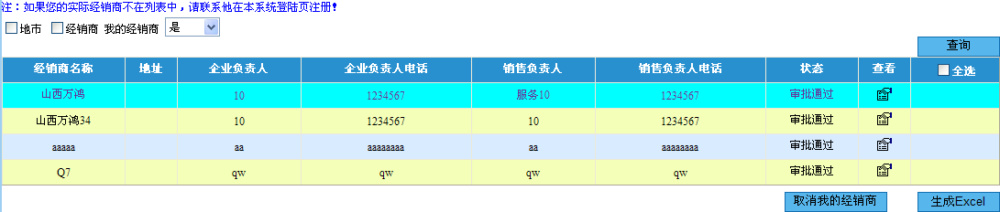 注：如果您的实际经销商不在列表中，请联系他在本系统登陆页注册!
地市 经销商 我的经销商 是
查询
经销商名称 地址 企业负责人 企业负责人电话 销售负责人 销售负责人电话 状态 查看 全选
山西万鸿 10 1234567 服务10 1234567 审批通过
山西万鸿34 10 1234567 10 1234567 审批通过
aaaaa aa aaaaaaaa aa aaaaaaaa 审批通过
Q7 qw qw qw qw 审批通过
取消我的经销商 生成Excel